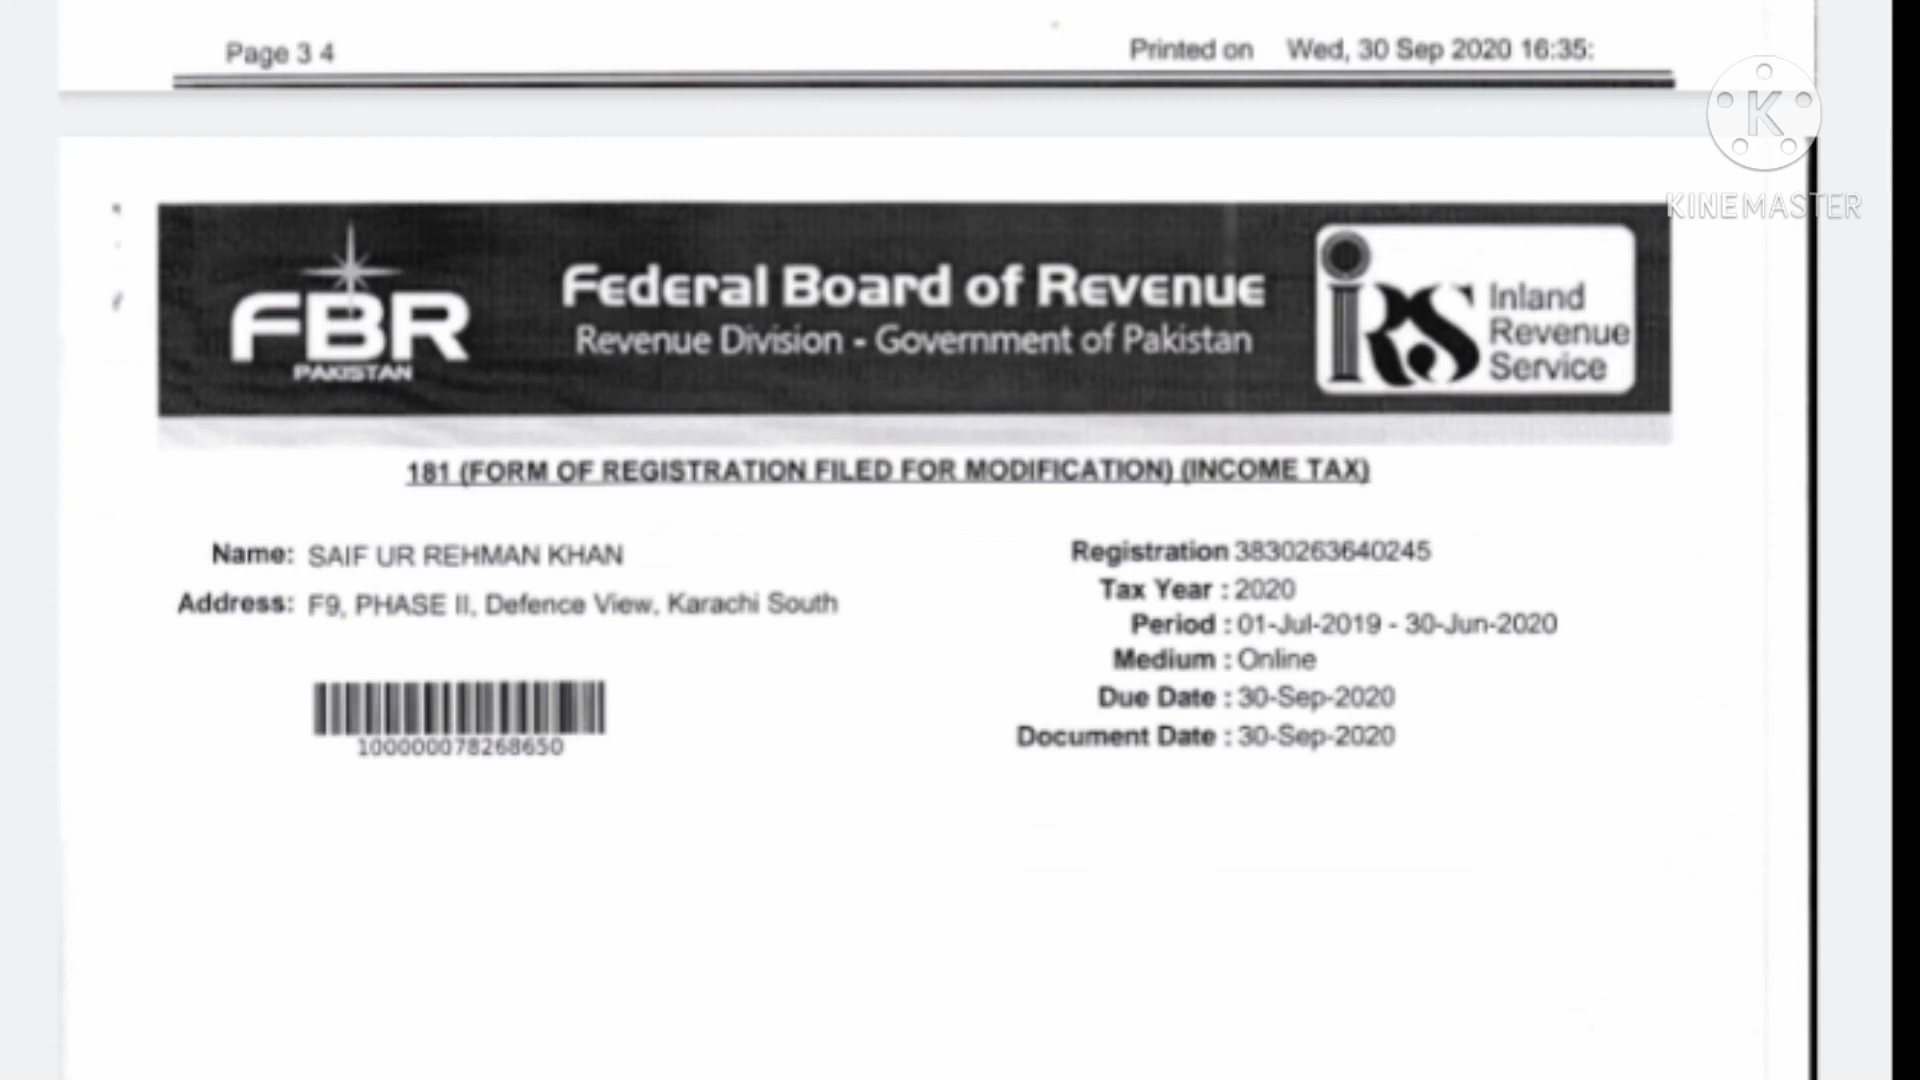 Page 3 4 Printed on Wed, 30 Sep 2020 16:35:
KINEMASTER
FBR
PAKISTAN
Federal Board of Revenue
Revenue Division - Government of Pakistan
iRS
Inland
Revenue
Service
181 (FORM OF REGISTRATION FILED FOR MODIFICATION) (INCOME TAX)
Name: SAIF UR REHMAN KHAN
Address: F9, PHASE II, Defence View, Karachi South
100000078268650
Registration 3830263640245
Tax Year : 2020
Period : 01-Jul-2019 - 30-Jun-2020
Medium : Online
Due Date : 30-Sep-2020
Document Date : 30-Sep-2020